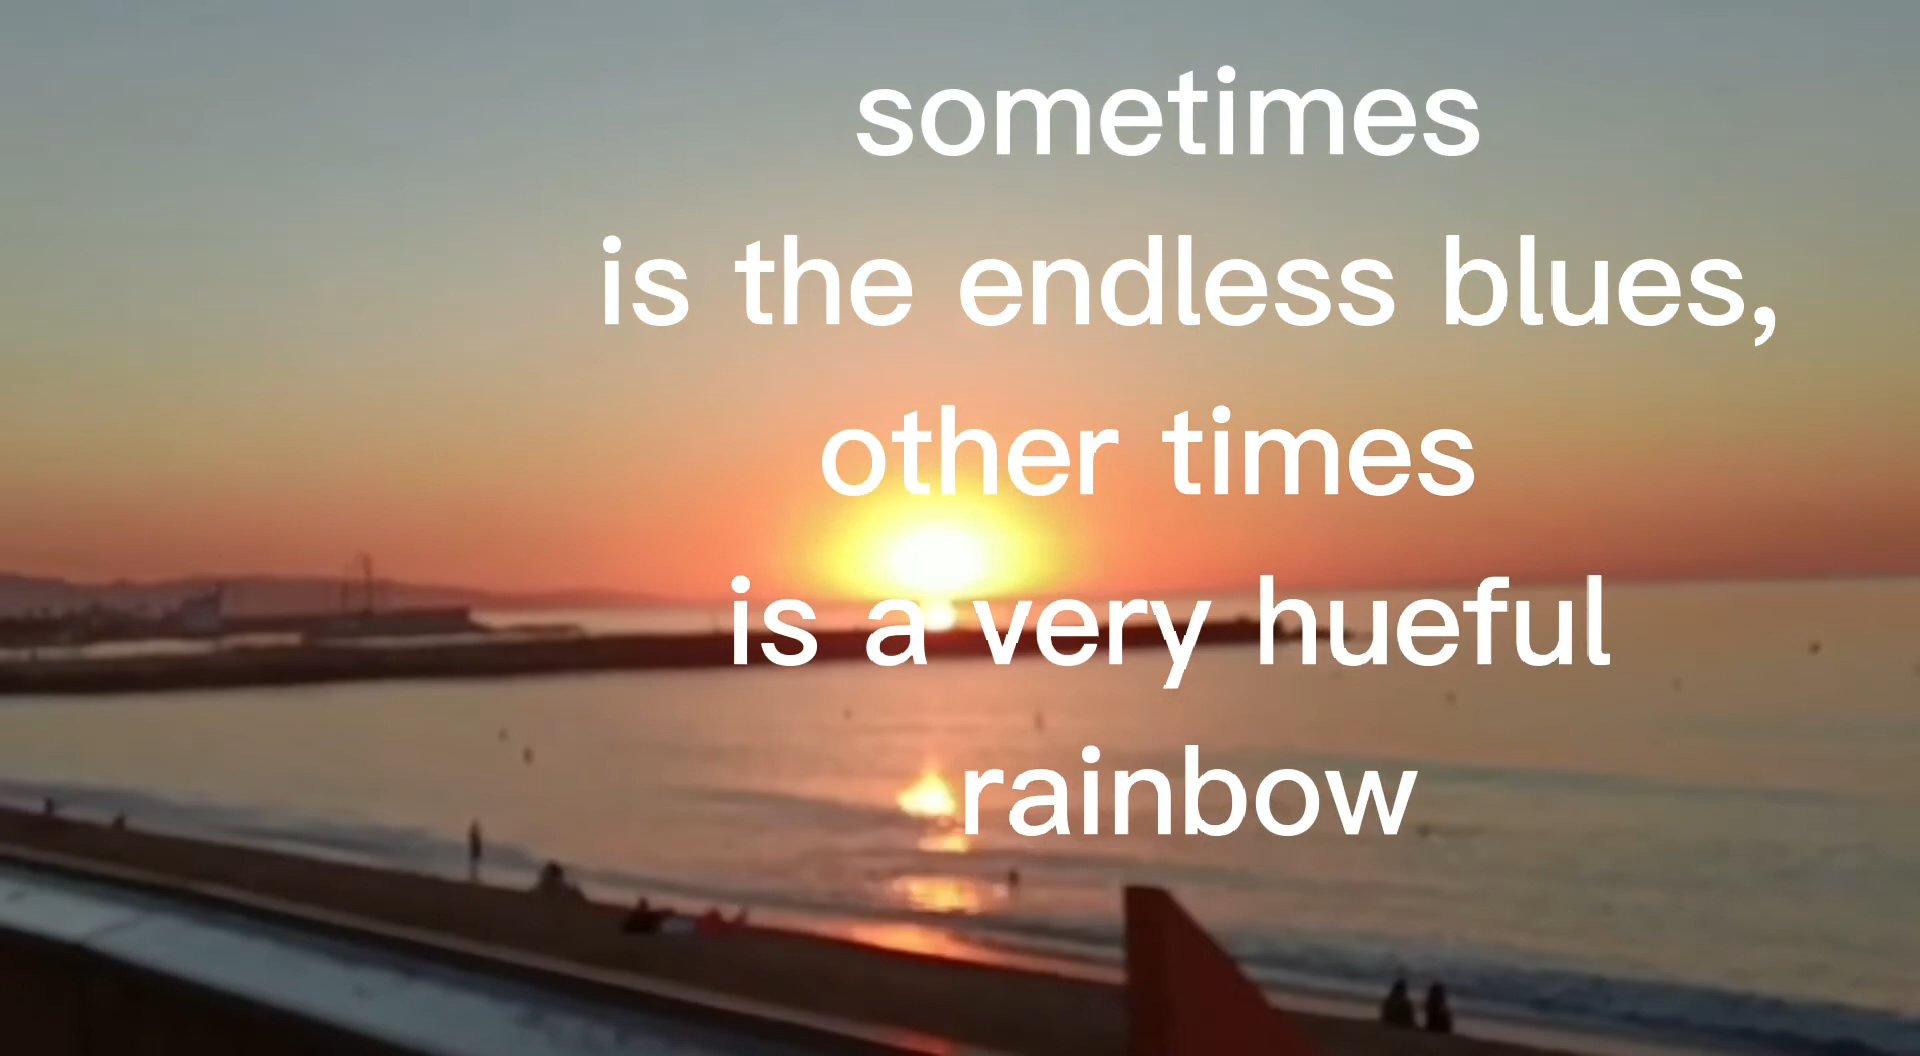 sometimes
is the endless blues,
other times
is a very hueful
rainbow